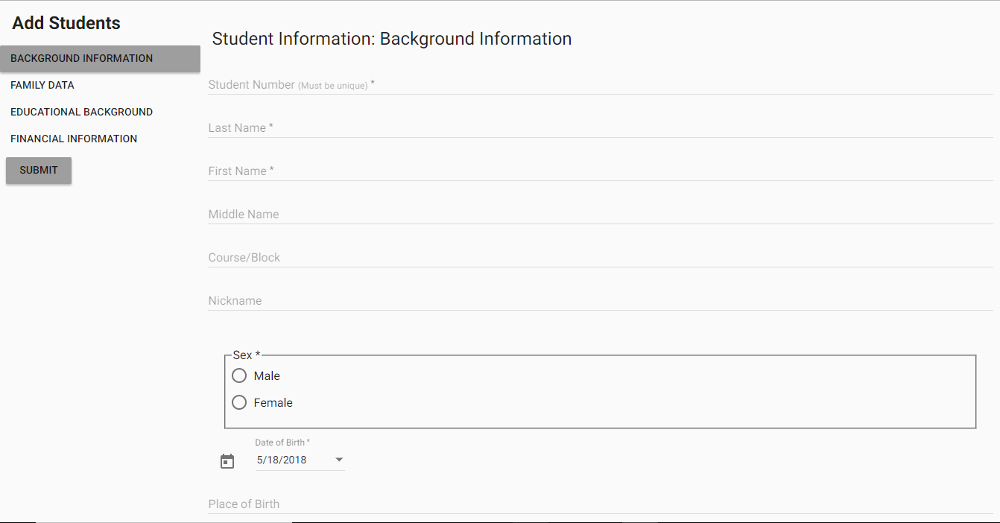 Add Students
BACKGROUND INFORMATION
FAMILY DATA
EDUCATIONAL BACKGROUND
FINANCIAL INFORMATION
SUBMIT
Student Information: Background Information
Student Number (Must be unique) *
Last Name *
First Name *
Middle Name
Course/Block
Nickname
Sex *
Male
Female
Date of Birth *
5/18/2018
Place of Birth